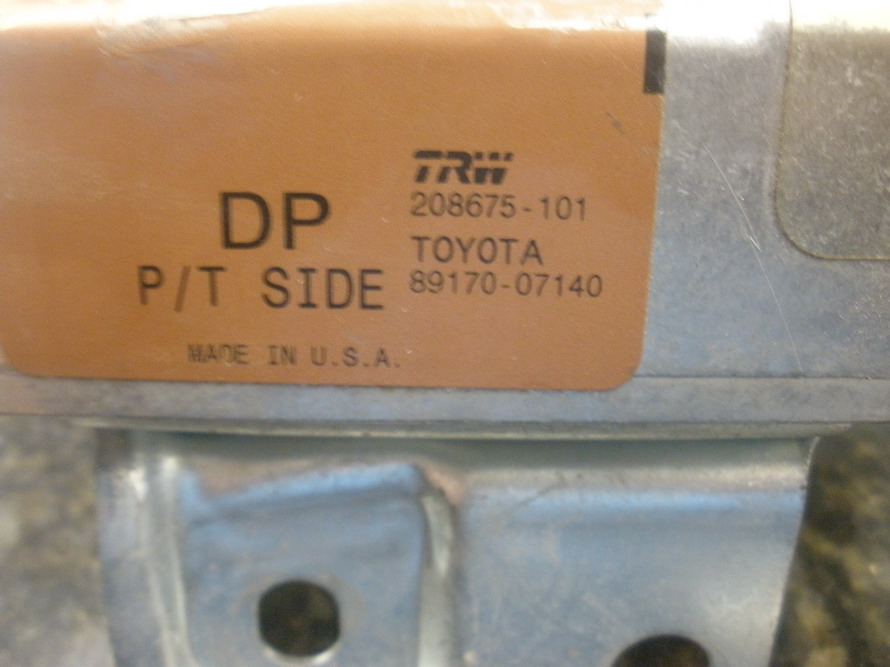 DP
P/T SIDE
TRW
208675-101
TOYOTA
89170-07140
MADE IN U.S.A.